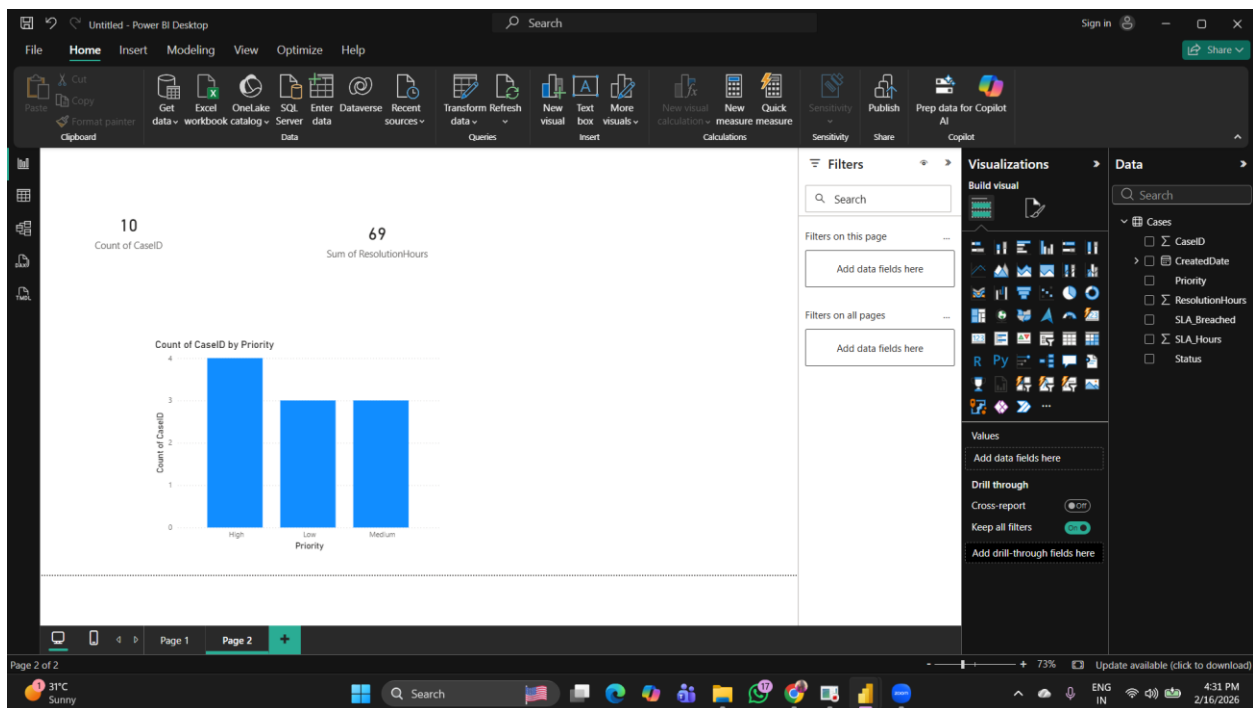 Untitled - Power BI Desktop
Search
Sign in
File Home Insert Modeling View Optimize Help
Share
Paste
Cut
Copy
Format painter
Clipboard
Get data
Excel workbook
OneLake catalog
SQL Server
Enter data
Dataverse
Recent sources
Data
Transform data
Refresh
Queries
New visual
Text box
More visuals
Insert
New visual calculation
New measure
Quick measure
Calculations
Sensitivity
Sensitivity
Publish
Share
Prep data for AI
Copilot
Copilot
10
Count of CaseID
69
Sum of ResolutionHours
Count of CaseID by Priority
Count of CaseID
4
3
2
1
0
High Low Medium
Priority
Filters
Search
Filters on this page ...
Add data fields here
Filters on all pages ...
Add data fields here
Visualizations
Build visual
123
R Py
...
Values
Add data fields here
Drill through
Cross-report Off
Keep all filters On
Add drill-through fields here
Data
Search
Cases
∑ CaseID
CreatedDate
Priority
∑ ResolutionHours
SLA_Breached
∑ SLA_Hours
Status
Page 1 Page 2 +
Page 2 of 2
- + 73% Update available (click to download)
1
31°C
Sunny
Search
17
zoom
ENG
IN
4:31 PM
2/16/2026